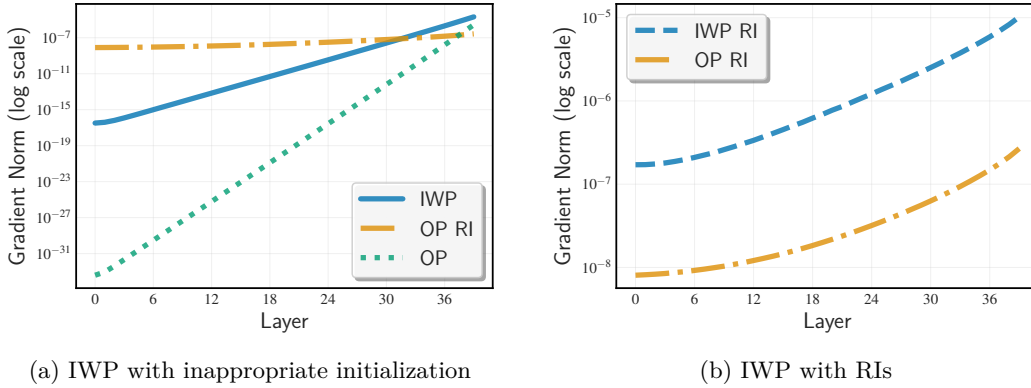 Gradient Norm (log scale)
10⁻⁷
10⁻¹¹
10⁻¹⁵
10⁻¹⁹
10⁻²³
10⁻²⁷
10⁻³¹
IWP
OP RI
OP
0 6 12 18 24 30 36
Layer
(a) IWP with inappropriate initialization
Gradient Norm (log scale)
10⁻⁵
10⁻⁶
10⁻⁷
10⁻⁸
IWP RI
OP RI
0 6 12 18 24 30 36
Layer
(b) IWP with RIs